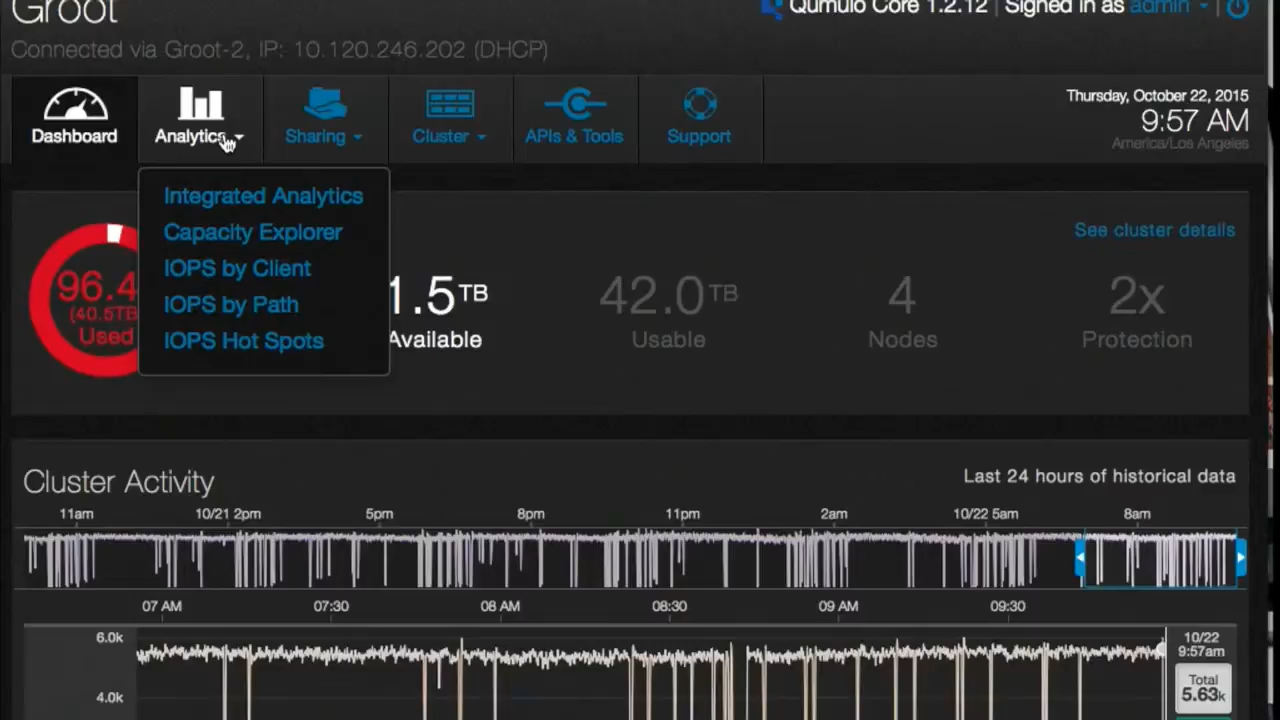 Groot
Qumulo Core 1.2.12 | Signed in as admin
Connected via Groot-2, IP: 10.120.246.202 (DHCP)
Dashboard
Analytics
Sharing
Cluster
APIs & Tools
Support
Thursday, October 22, 2015
9:57 AM
America/Los Angeles
Integrated Analytics
Capacity Explorer
IOPS by Client
IOPS by Path
IOPS Hot Spots
See cluster details
96.4
(40.5TB
Used
1.5TB
Available
42.0TB
Usable
4
Nodes
2x
Protection
Cluster Activity
Last 24 hours of historical data
11am 10/21 2pm 5pm 8pm 11pm 2am 10/22 5am 8am
07 AM 07:30 08 AM 08:30 09 AM 09:30
6.0k
4.0k
10/22
9:57am
Total
5.63k